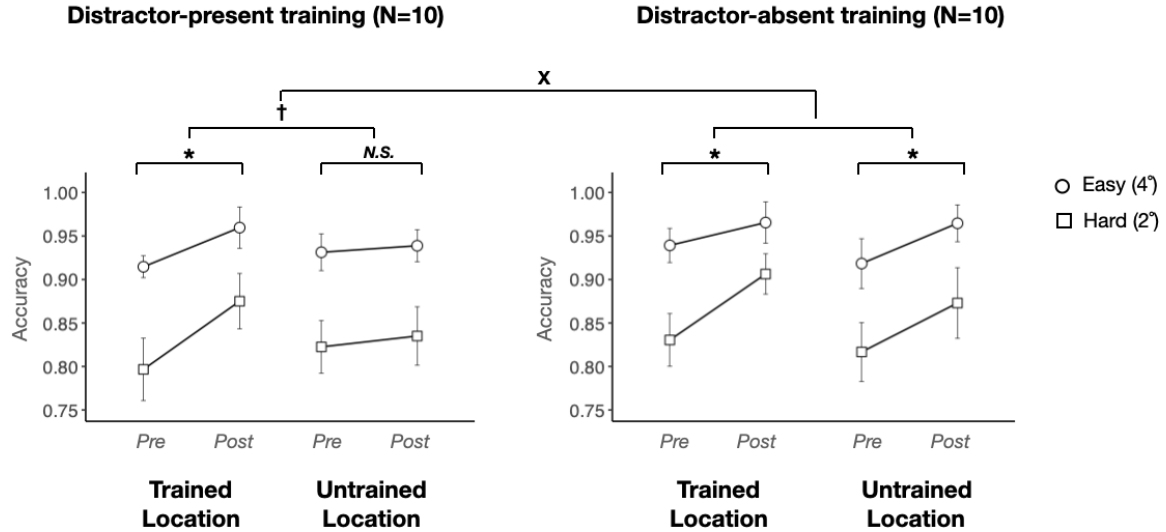 Distractor-present training (N=10)
Distractor-absent training (N=10)
x
†
*
N.S.
*
*
Easy (4°)
Hard (2°)
Accuracy
1.00
0.95
0.90
0.85
0.80
0.75
Pre
Post
Pre
Post
Trained
Location
Untrained
Location
Accuracy
1.00
0.95
0.90
0.85
0.80
0.75
Pre
Post
Pre
Post
Trained
Location
Untrained
Location